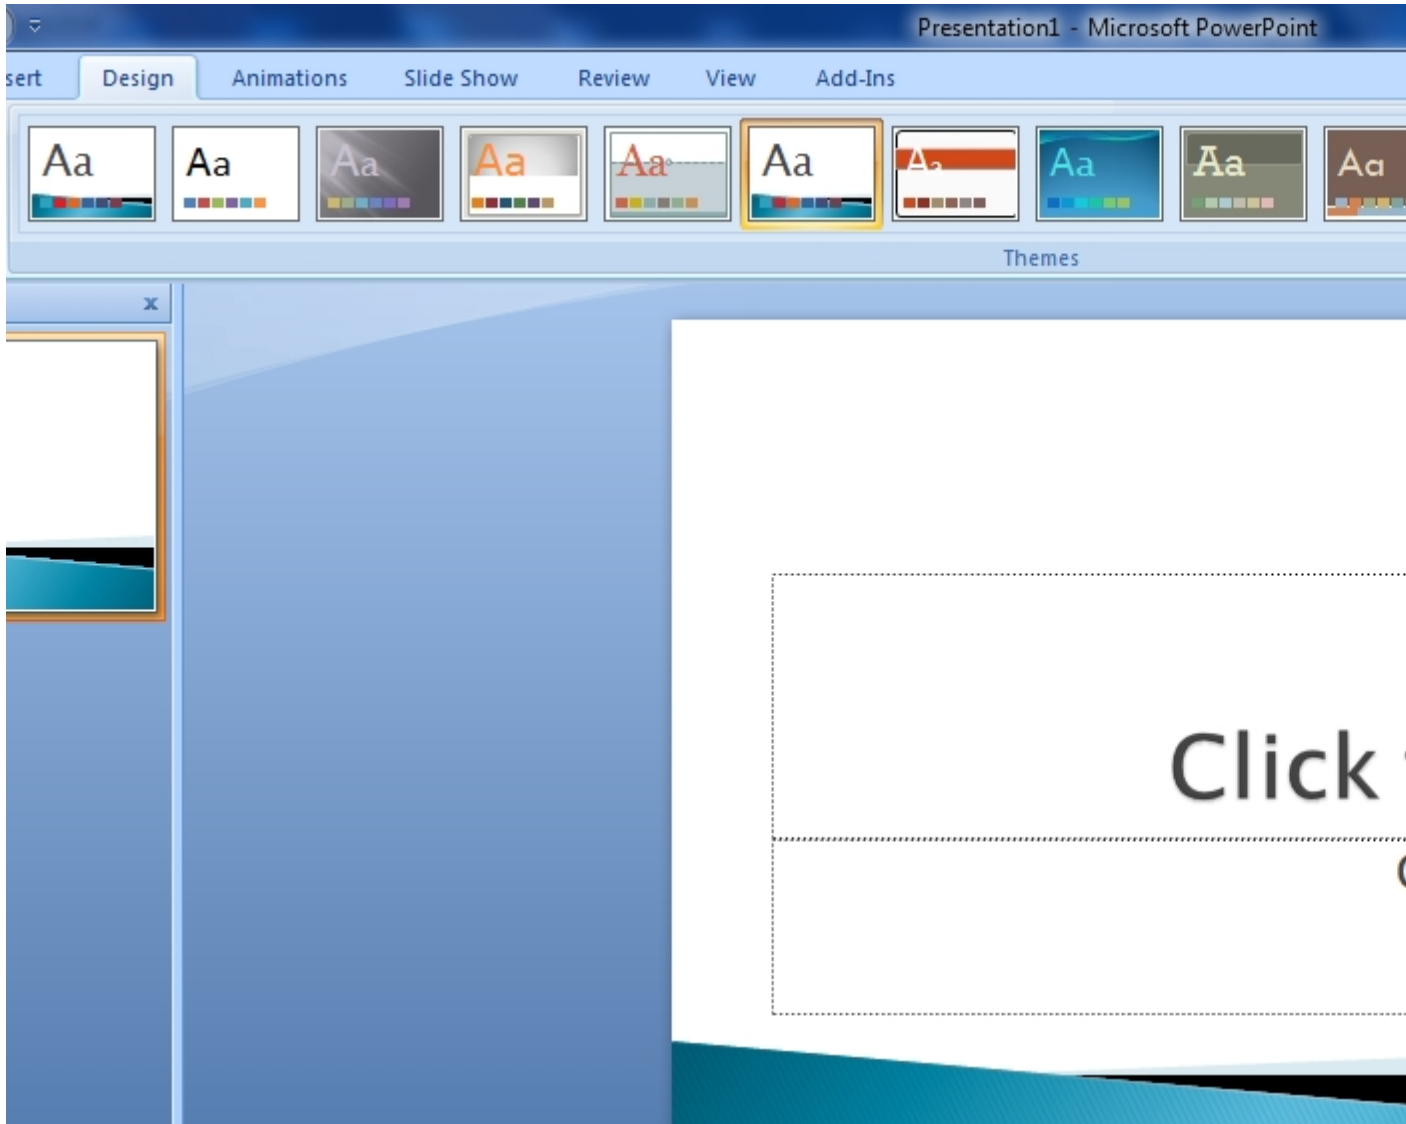 Presentation1 - Microsoft PowerPoint
sert Design Animations Slide Show Review View Add-Ins
Aa Aa Aa Aa Aa Aa Aa Aa Aa Aa
Themes
x
Click